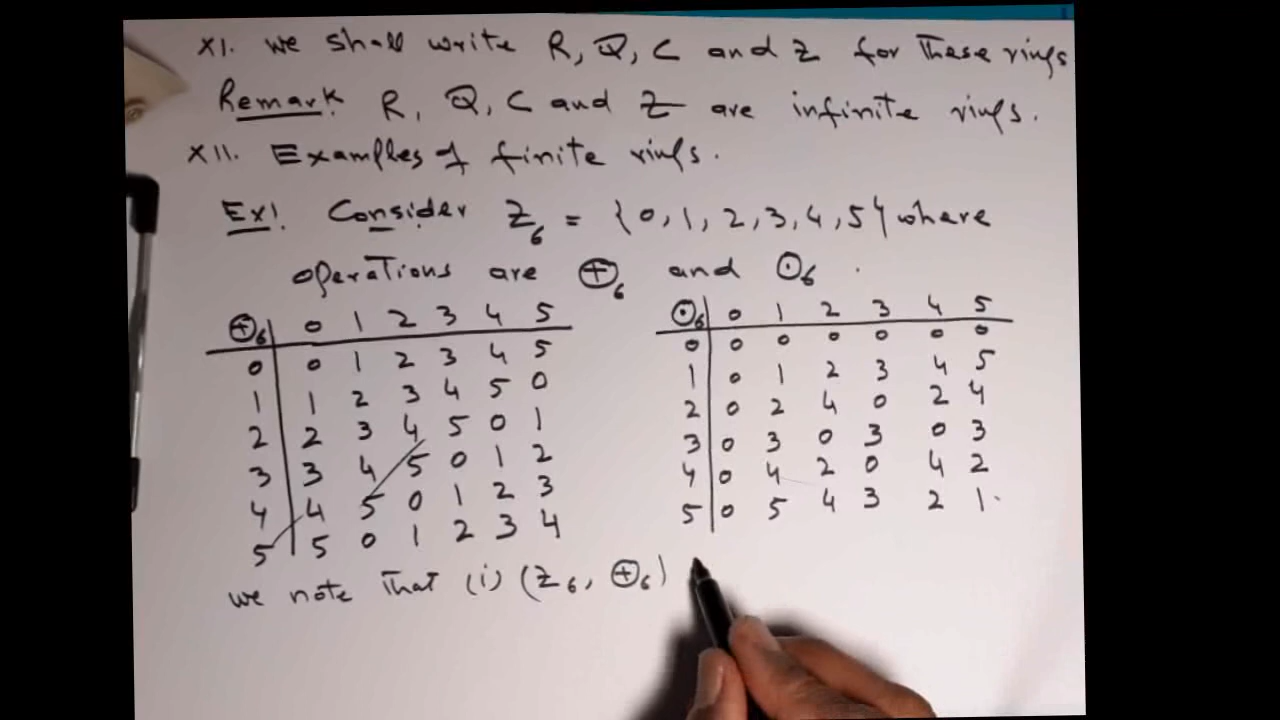 XI. we shall write R, Q, C and Z for these rings
Remark: R, Q, C and Z are infinite rings.
XII. Examples of finite rings.
Ex1. Consider Z₆ = {0, 1, 2, 3, 4, 5} where
operations are ⊕₆ and ⊙₆ .
⊕₆ | 0 1 2 3 4 5
0 | 0 1 2 3 4 5
1 | 1 2 3 4 5 0
2 | 2 3 4 5 0 1
3 | 3 4 5 0 1 2
4 | 4 5 0 1 2 3
5 | 5 0 1 2 3 4
⊙₆ | 0 1 2 3 4 5
0 | 0 0 0 0 0 0
1 | 0 1 2 3 4 5
2 | 0 2 4 0 2 4
3 | 0 3 0 3 0 3
4 | 0 4 2 0 4 2
5 | 0 5 4 3 2 1.
we note that (i) (Z₆, ⊕₆)